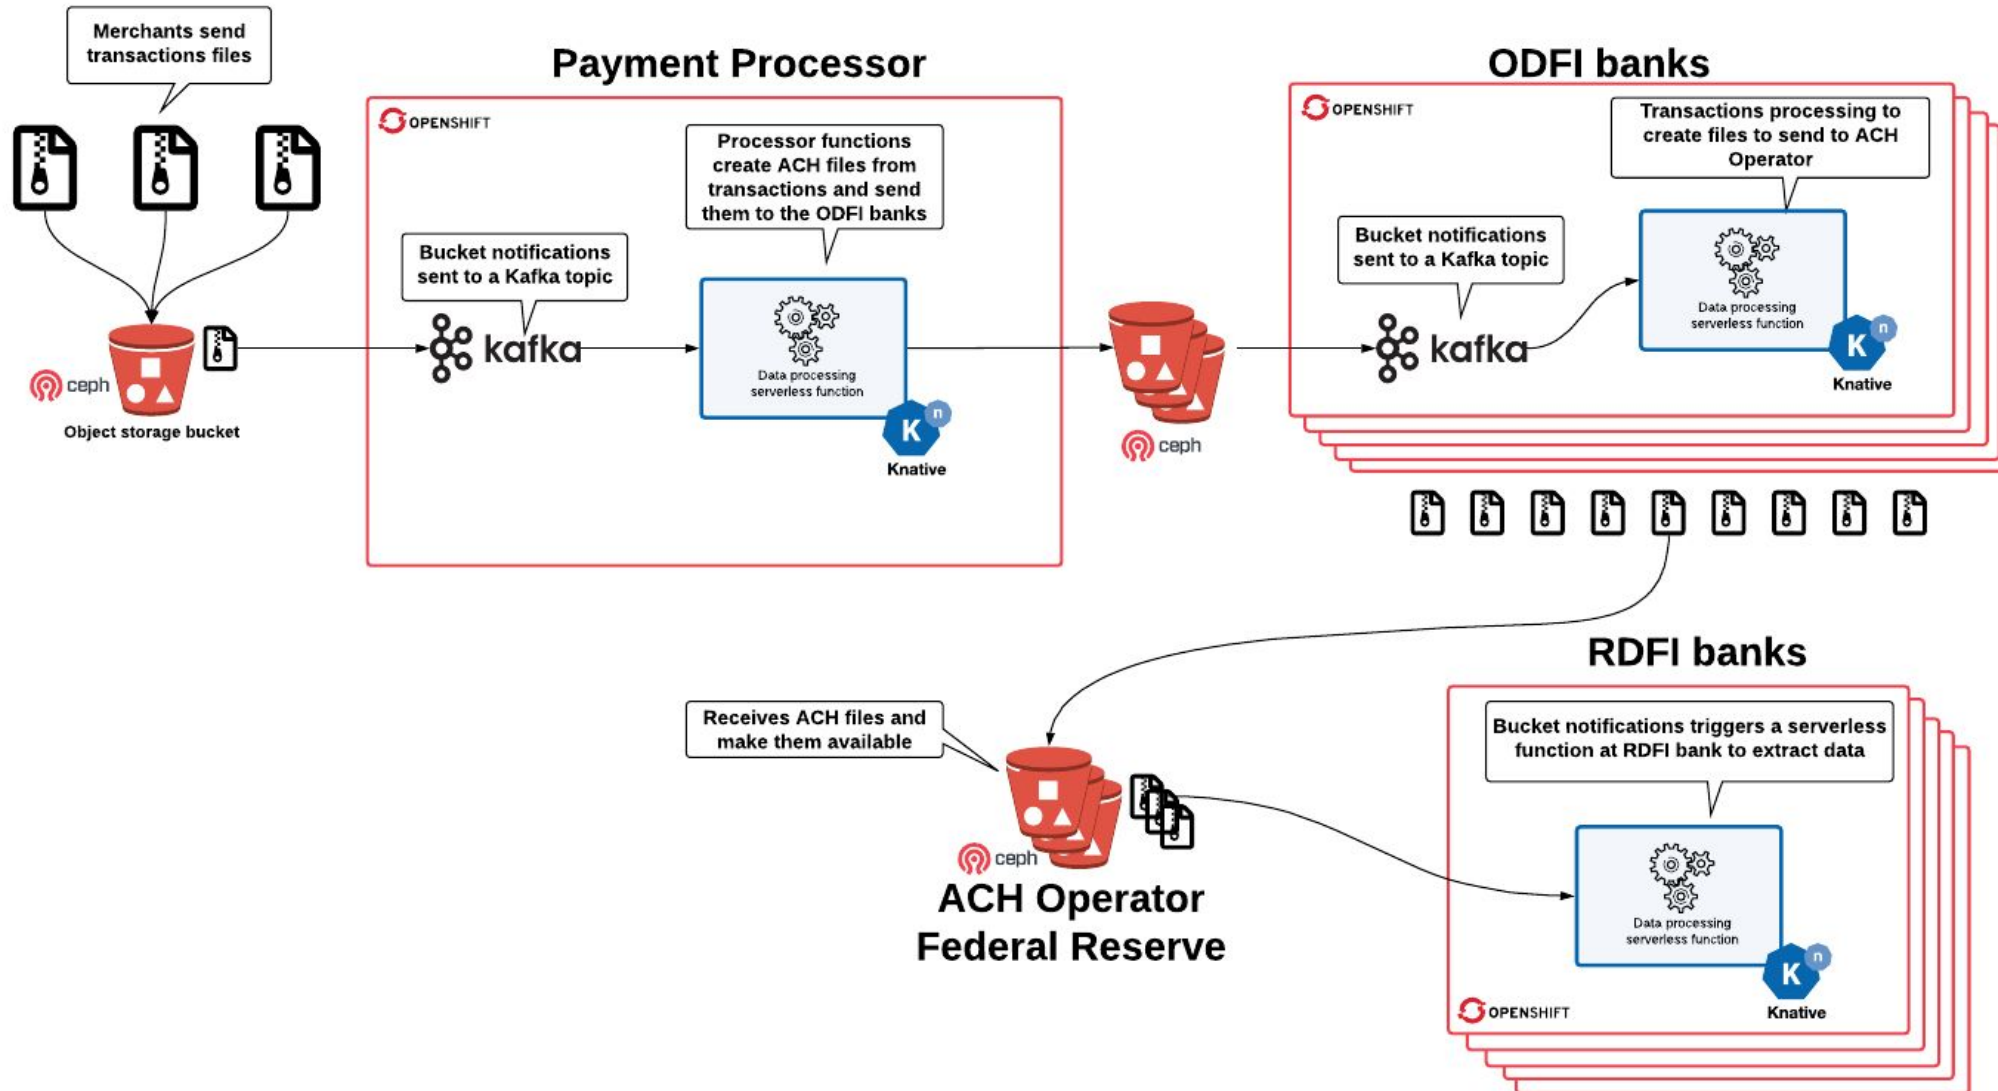 Merchants send
transactions files
Payment Processor
ODFI banks
OPENSHIFT
Processor functions
create ACH files from
transactions and send
them to the ODFI banks
Bucket notifications
sent to a Kafka topic
kafka
Data processing
serverless function
K
n
Knative
ceph
Object storage bucket
ceph
OPENSHIFT
Transactions processing to
create files to send to ACH
Operator
Bucket notifications
sent to a Kafka topic
kafka
Data processing
serverless function
K
n
Knative
RDFI banks
Receives ACH files and
make them available
ceph
ACH Operator
Federal Reserve
Bucket notifications triggers a serverless
function at RDFI bank to extract data
Data processing
serverless function
K
n
Knative
OPENSHIFT